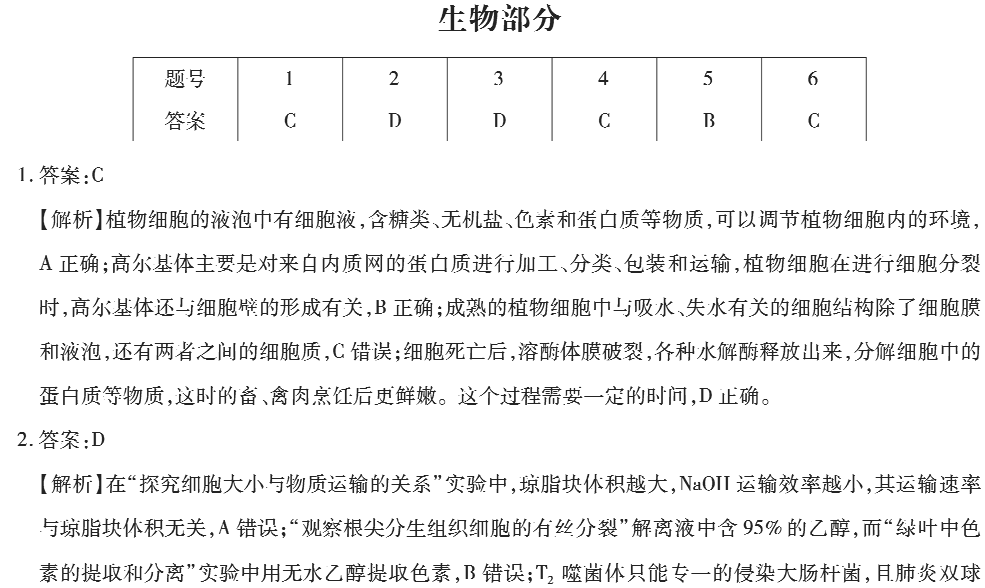 生物部分
题号 1 2 3 4 5 6
答案 C D D C B C
1. 答案:C
【解析】植物细胞的液泡中有细胞液,含糖类、无机盐、色素和蛋白质等物质,可以调节植物细胞内的环境,
A 正确;高尔基体主要是对来自内质网的蛋白质进行加工、分类、包装和运输,植物细胞在进行细胞分裂
时,高尔基体还与细胞壁的形成有关,B 正确;成熟的植物细胞中与吸水、失水有关的细胞结构除了细胞膜
和液泡,还有两者之间的细胞质,C 错误;细胞死亡后,溶酶体膜破裂,各种水解酶释放出来,分解细胞中的
蛋白质等物质,这时的畜、禽肉烹饪后更鲜嫩。这个过程需要一定的时间,D 正确。
2. 答案:D
【解析】在“探究细胞大小与物质运输的关系”实验中,琼脂块体积越大,NaOH 运输效率越小,其运输速率
与琼脂块体积无关,A 错误;“观察根尖分生组织细胞的有丝分裂”解离液中含 95% 的乙醇,而“绿叶中色
素的提取和分离”实验中用无水乙醇提取色素,B 错误;T₂ 噬菌体只能专一的侵染大肠杆菌,且肺炎双球